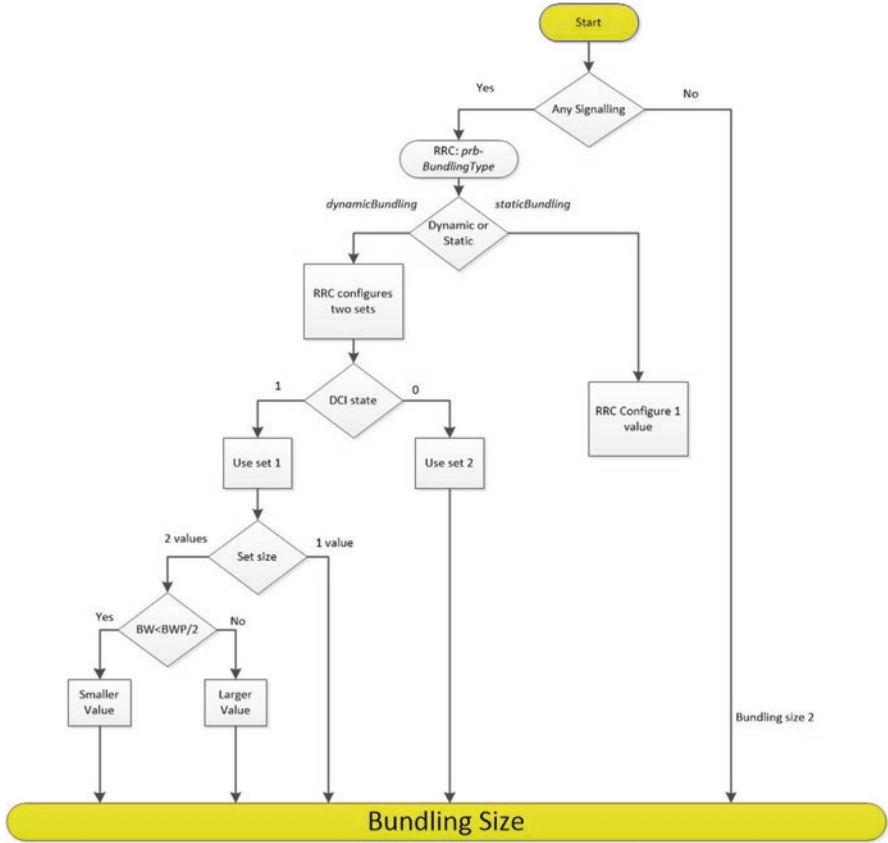 Start
Any Signalling
Yes
No
RRC: prb-
BundlingType
dynamicBundling
staticBundling
Dynamic or
Static
RRC configures
two sets
DCI state
1
0
RRC Configure 1
value
Use set 1
Use set 2
Set size
2 values
1 value
BW<BWP/2
Yes
No
Smaller
Value
Larger
Value
Bundling size 2
Bundling Size